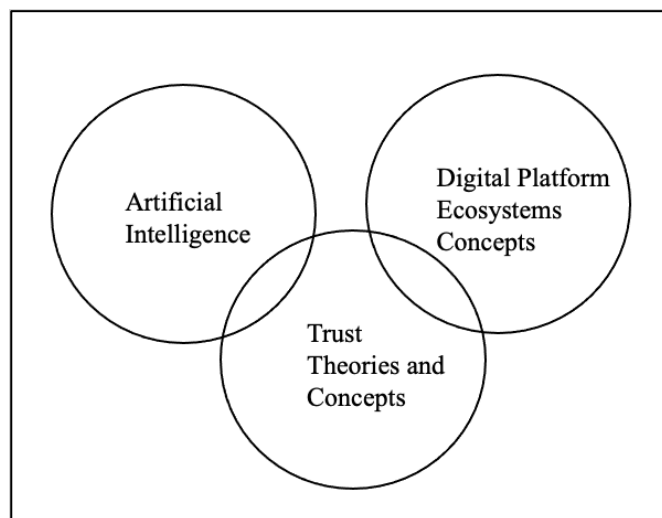 Artificial
Intelligence
Digital Platform
Ecosystems
Concepts
Trust
Theories and
Concepts